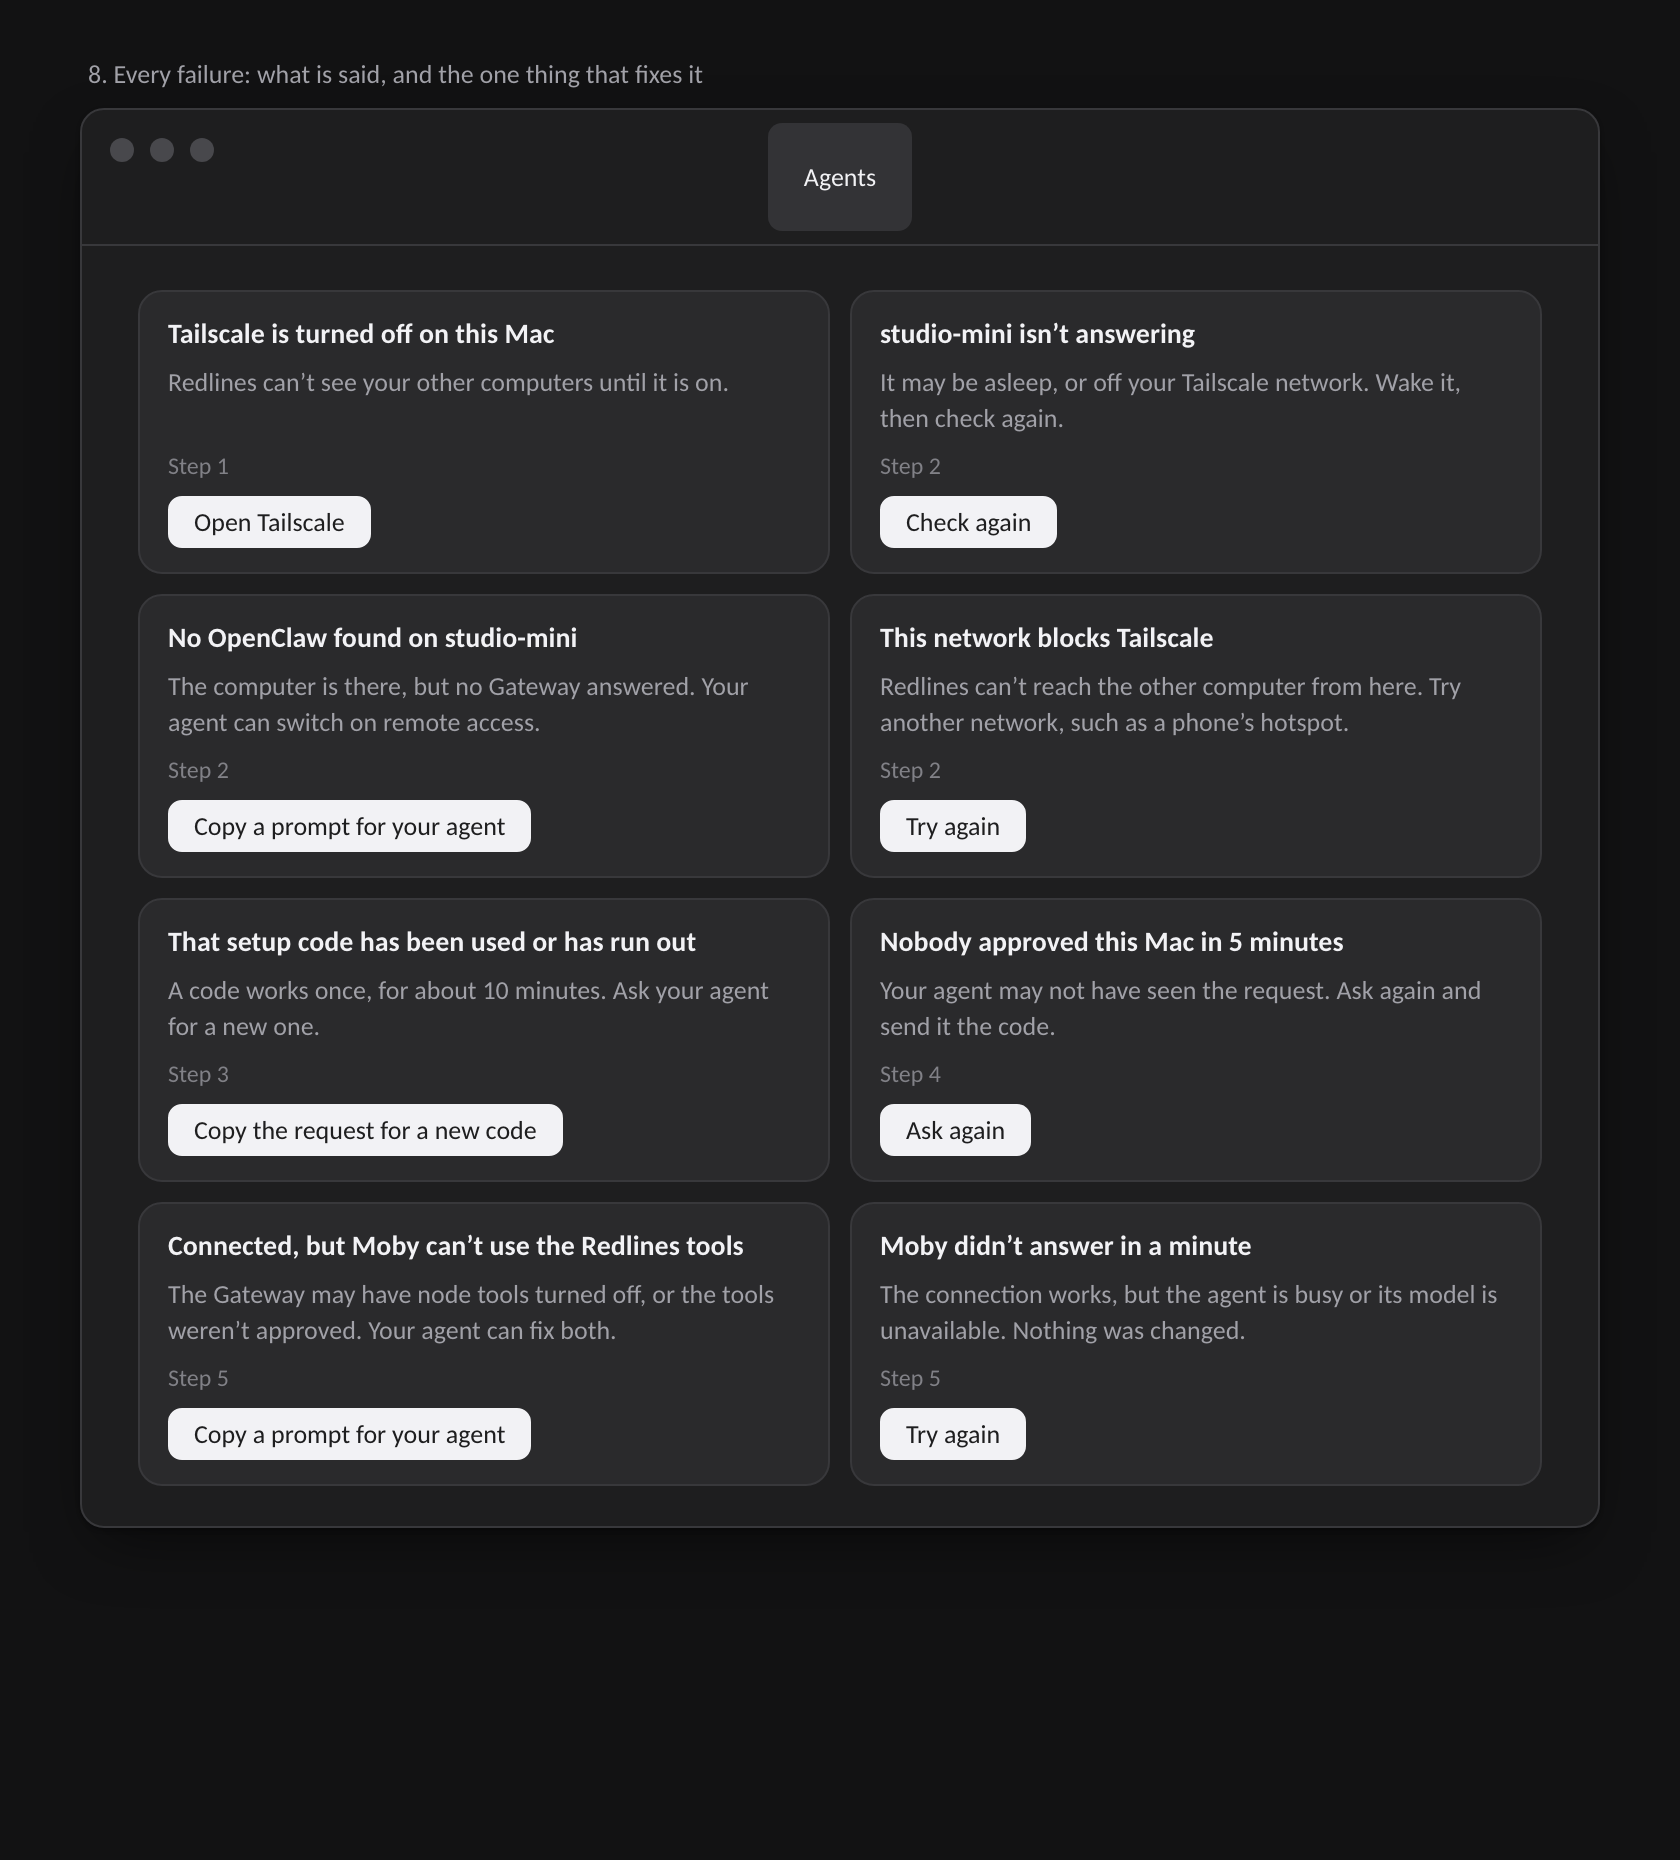 8. Every failure: what is said, and the one thing that fixes it
Agents
Tailscale is turned off on this Mac
Redlines can’t see your other computers until it is on.
Step 1
Open Tailscale
studio-mini isn’t answering
It may be asleep, or off your Tailscale network. Wake it,
then check again.
Step 2
Check again
No OpenClaw found on studio-mini
The computer is there, but no Gateway answered. Your
agent can switch on remote access.
Step 2
Copy a prompt for your agent
This network blocks Tailscale
Redlines can’t reach the other computer from here. Try
another network, such as a phone’s hotspot.
Step 2
Try again
That setup code has been used or has run out
A code works once, for about 10 minutes. Ask your agent
for a new one.
Step 3
Copy the request for a new code
Nobody approved this Mac in 5 minutes
Your agent may not have seen the request. Ask again and
send it the code.
Step 4
Ask again
Connected, but Moby can’t use the Redlines tools
The Gateway may have node tools turned off, or the tools
weren’t approved. Your agent can fix both.
Step 5
Copy a prompt for your agent
Moby didn’t answer in a minute
The connection works, but the agent is busy or its model is
unavailable. Nothing was changed.
Step 5
Try again